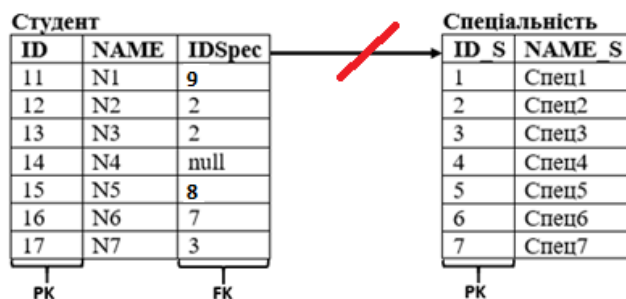 Студент Спеціальність
ID NAME IDSpec ID_S NAME_S
11 N1 9 1 Спец1
12 N2 2 2 Спец2
13 N3 2 3 Спец3
14 N4 null 4 Спец4
15 N5 8 5 Спец5
16 N6 7 6 Спец6
17 N7 3 7 Спец7
PK FK PK